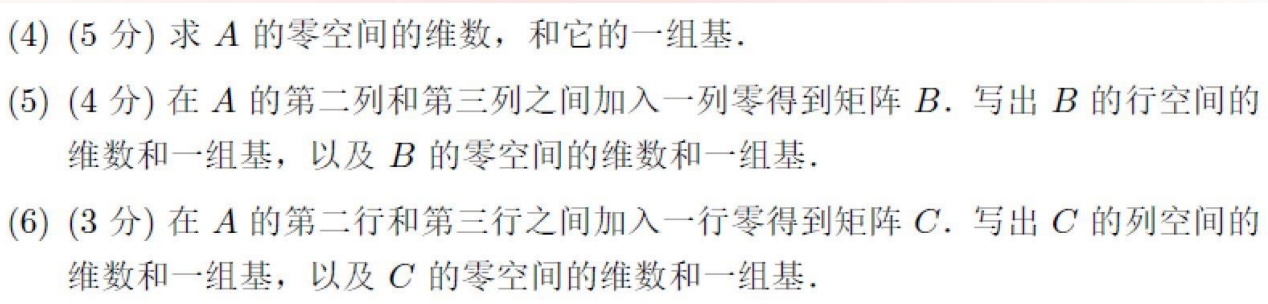 (4) (5 分) 求 A 的零空间的维数，和它的一组基.
(5) (4 分) 在 A 的第二列和第三列之间加入一列零得到矩阵 B. 写出 B 的行空间的
维数和一组基，以及 B 的零空间的维数和一组基.
(6) (3 分) 在 A 的第二行和第三行之间加入一行零得到矩阵 C. 写出 C 的列空间的
维数和一组基，以及 C 的零空间的维数和一组基.